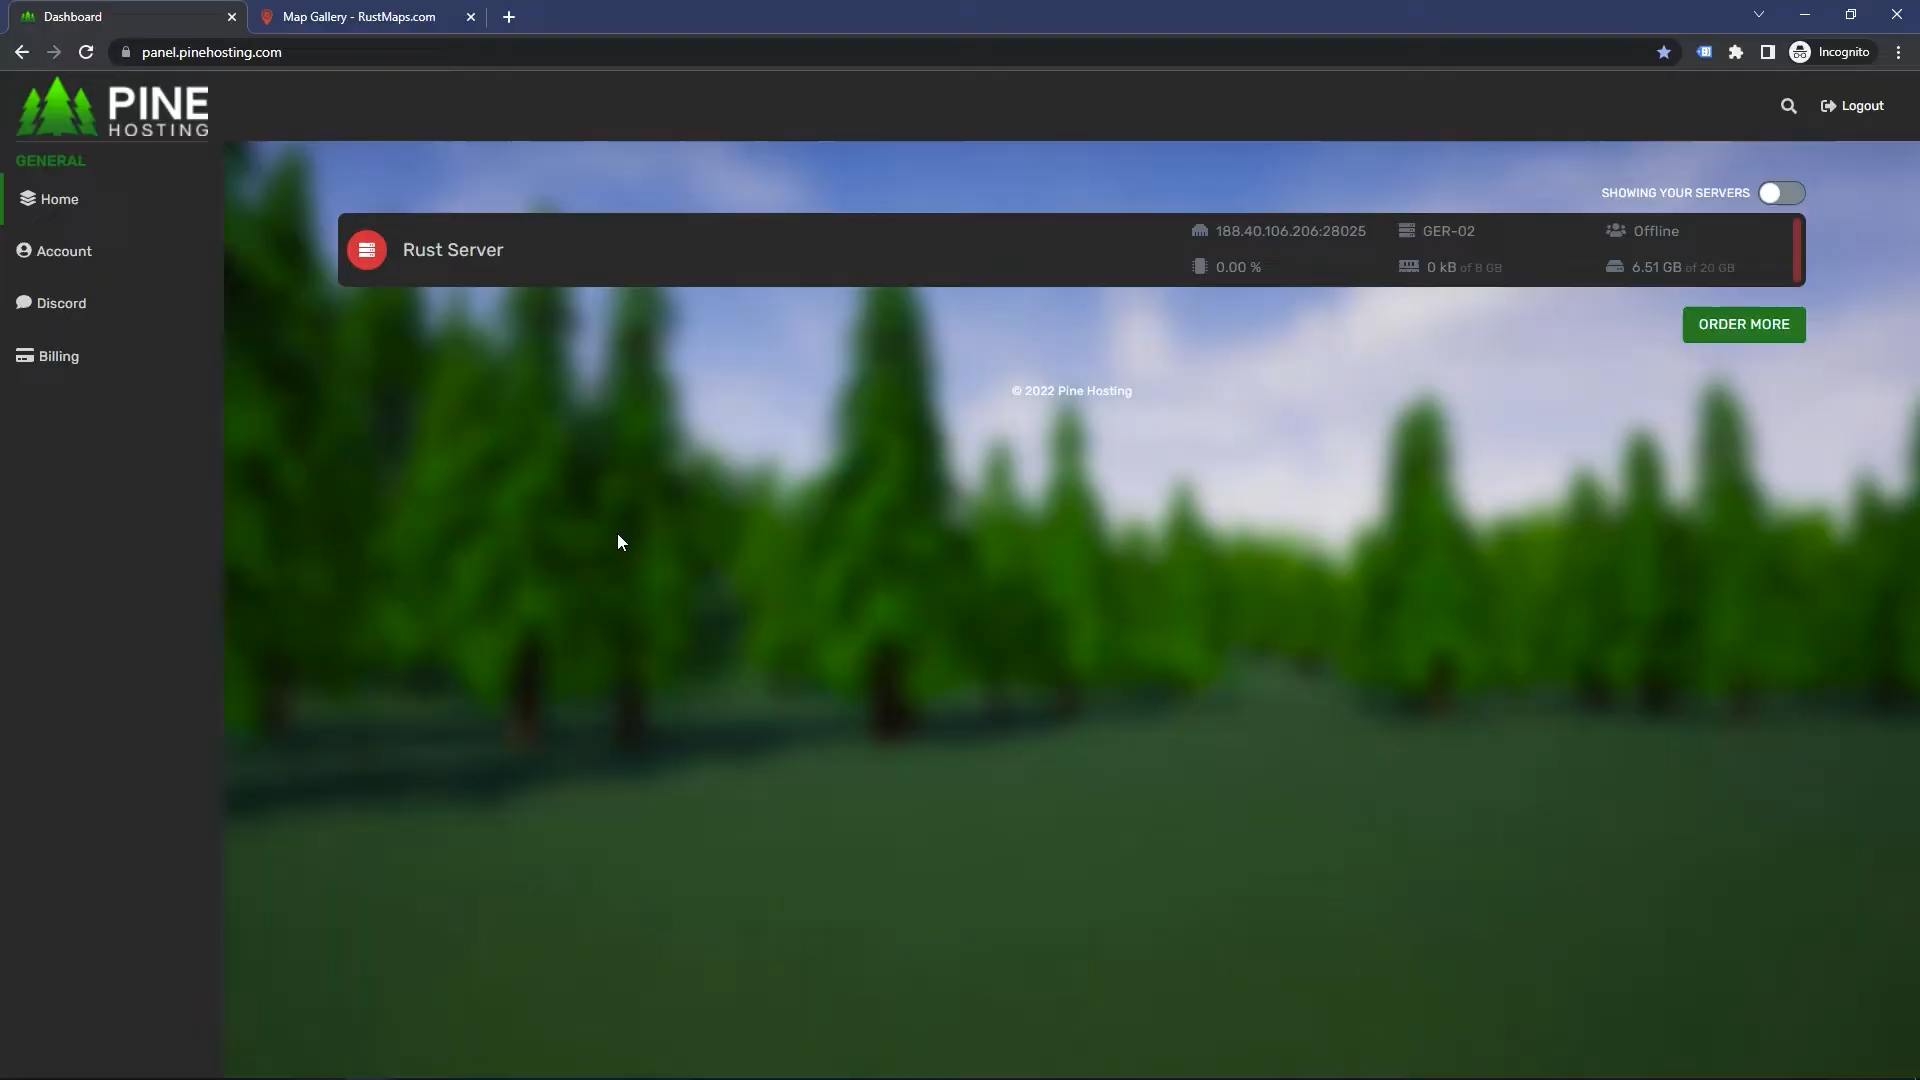 Dashboard
Map Gallery - RustMaps.com
panel.pinehosting.com
Incognito
PINE
HOSTING
Logout
GENERAL
Home
Account
Discord
Billing
SHOWING YOUR SERVERS
Rust Server
188.40.106.206:28025
GER-02
Offline
0.00 %
0 kB of 8 GB
6.51 GB of 20 GB
ORDER MORE
© 2022 Pine Hosting